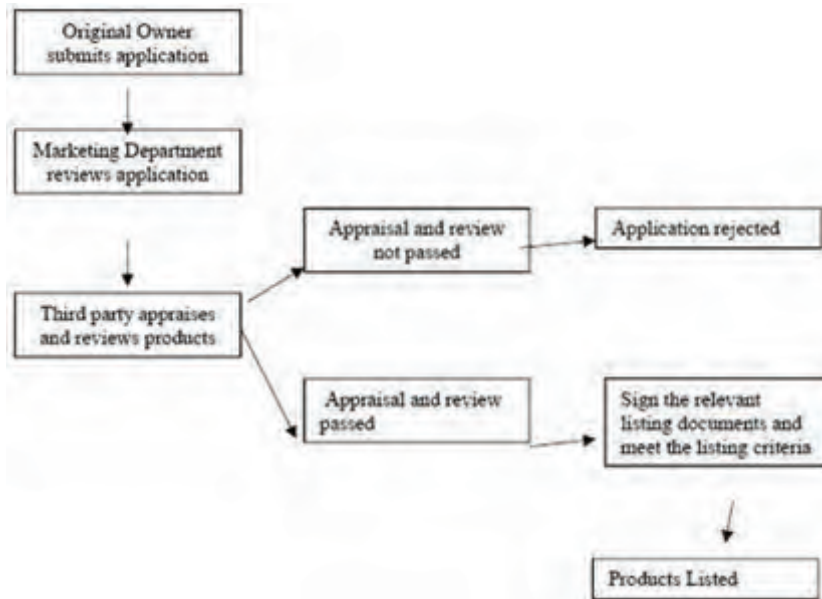 Original Owner
submits application
Marketing Department
reviews application
Third party appraises
and reviews products
Appraisal and review
not passed
Application rejected
Appraisal and review
passed
Sign the relevant
listing documents and
meet the listing criteria
Products Listed